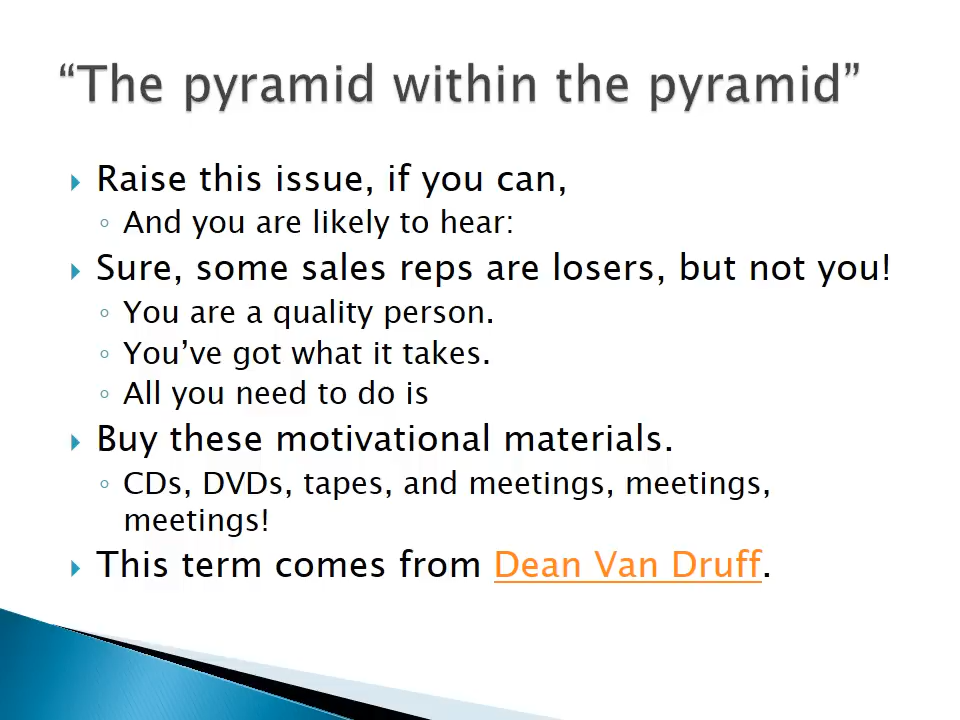 “The pyramid within the pyramid”
Raise this issue, if you can,
And you are likely to hear:
Sure, some sales reps are losers, but not you!
You are a quality person.
You’ve got what it takes.
All you need to do is
Buy these motivational materials.
CDs, DVDs, tapes, and meetings, meetings,
meetings!
This term comes from Dean Van Druff.